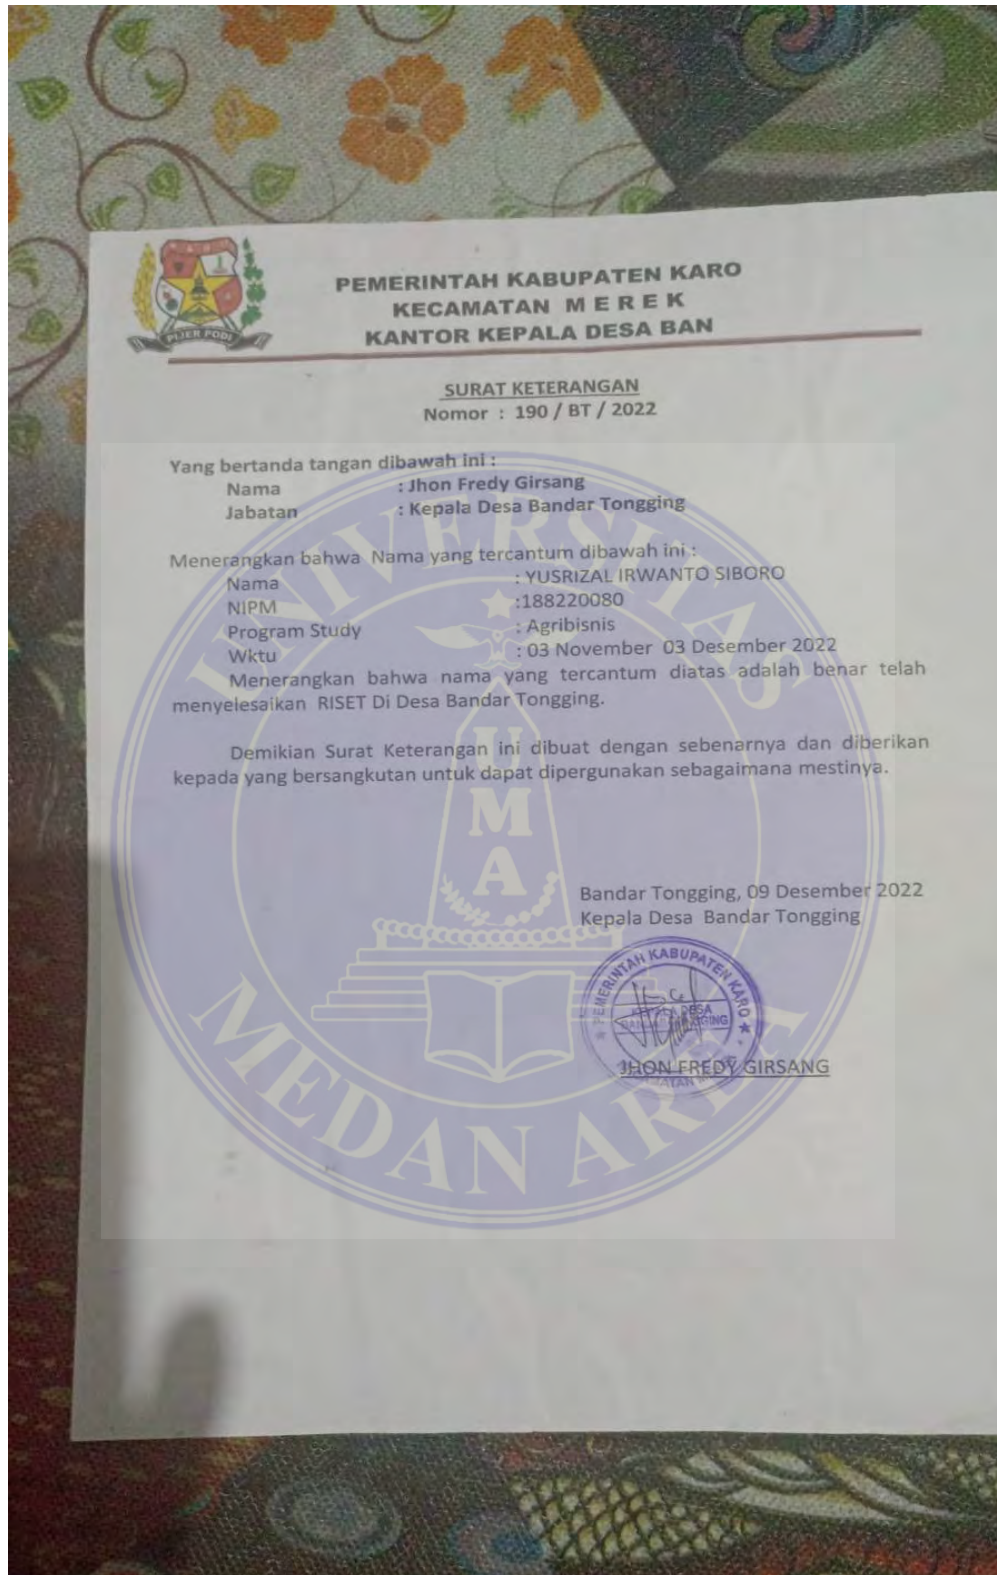 PIJER PODI
PEMERINTAH KABUPATEN KARO
KECAMATAN M E R E K
KANTOR KEPALA DESA BAN
SURAT KETERANGAN
Nomor : 190 / BT / 2022
Yang bertanda tangan dibawah ini :
Nama : Jhon Fredy Girsang
Jabatan : Kepala Desa Bandar Tongging
Menerangkan bahwa Nama yang tercantum dibawah ini :
Nama : YUSRIZAL IRWANTO SIBORO
NIPM :188220080
Program Study : Agribisnis
Wktu : 03 November 03 Desember 2022
Menerangkan bahwa nama yang tercantum diatas adalah benar telah
menyelesaikan RISET Di Desa Bandar Tongging.
Demikian Surat Keterangan ini dibuat dengan sebenarnya dan diberikan
kepada yang bersangkutan untuk dapat dipergunakan sebagaimana mestinya.
Bandar Tongging, 09 Desember 2022
Kepala Desa Bandar Tongging
PEMERINTAH KABUPATEN KARO
KEPALA DESA
BANDAR TONGGING
JHON FREDY GIRSANG
UNIVERSITAS
UMA
MEDAN AREA